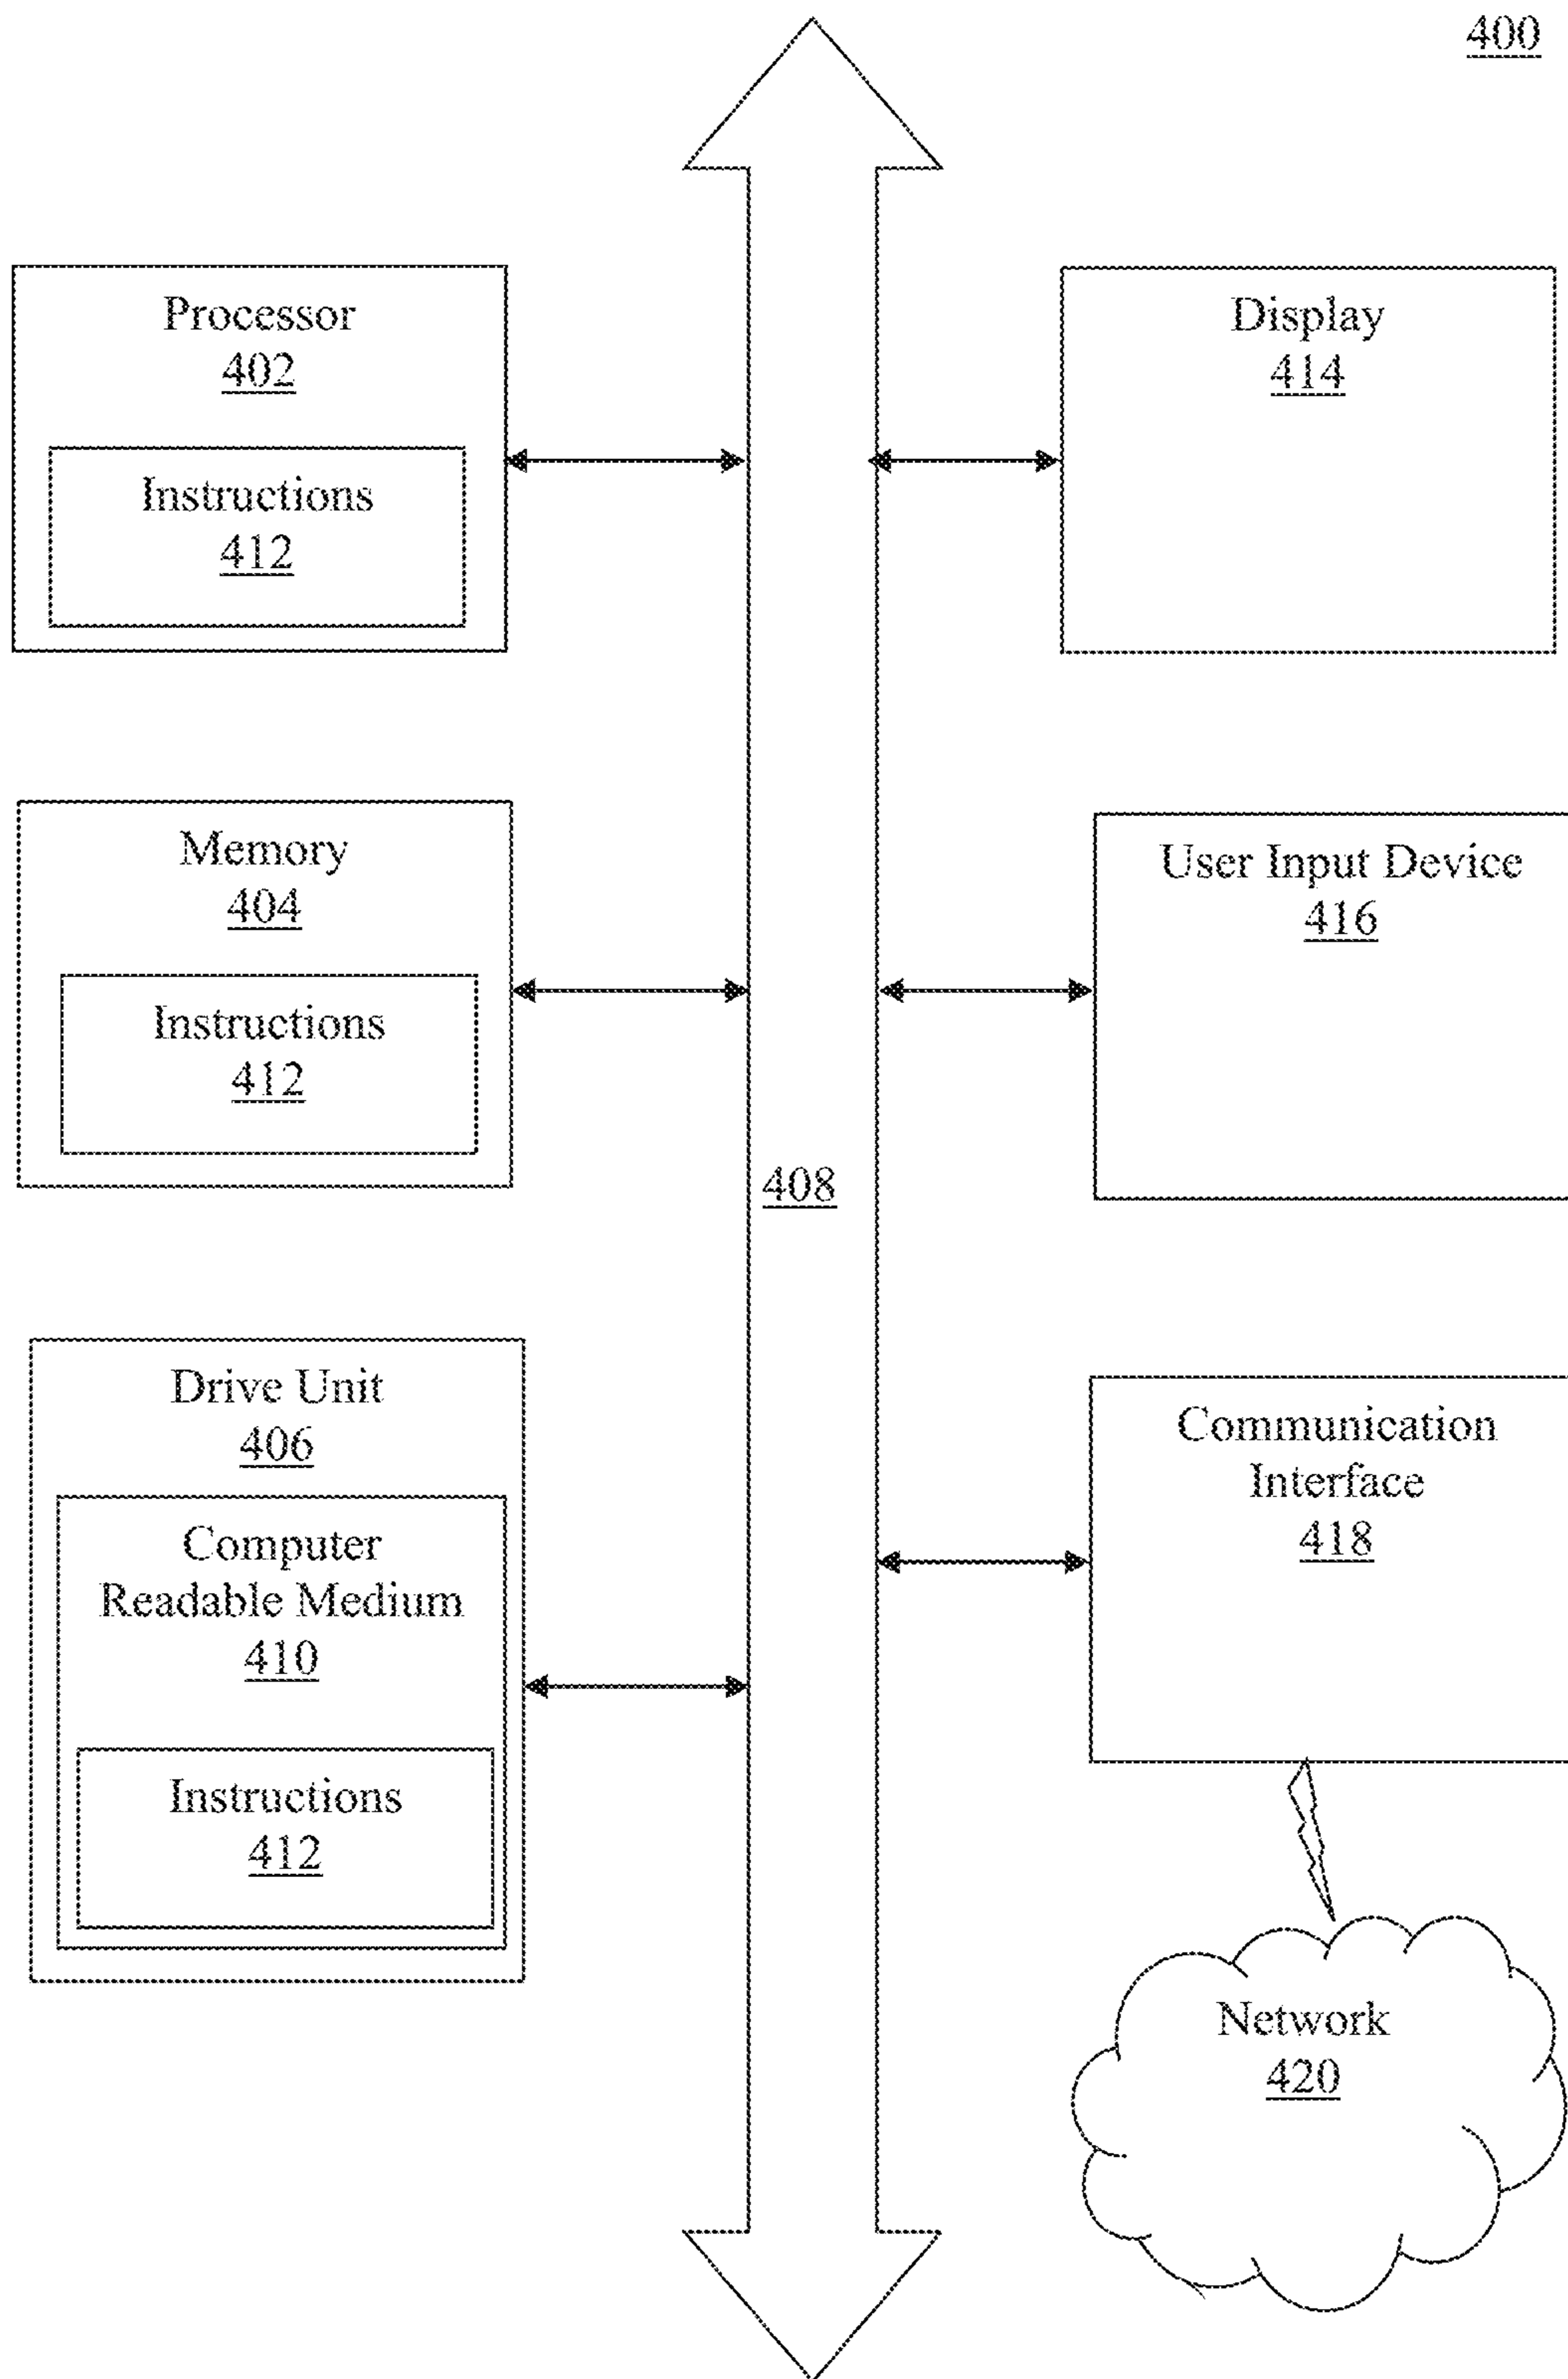 400
Processor
402
Instructions
412
Display
414
Memory
404
Instructions
412
User Input Device
416
408
Drive Unit
406
Computer
Readable Medium
410
Instructions
412
Communication
Interface
418
Network
420